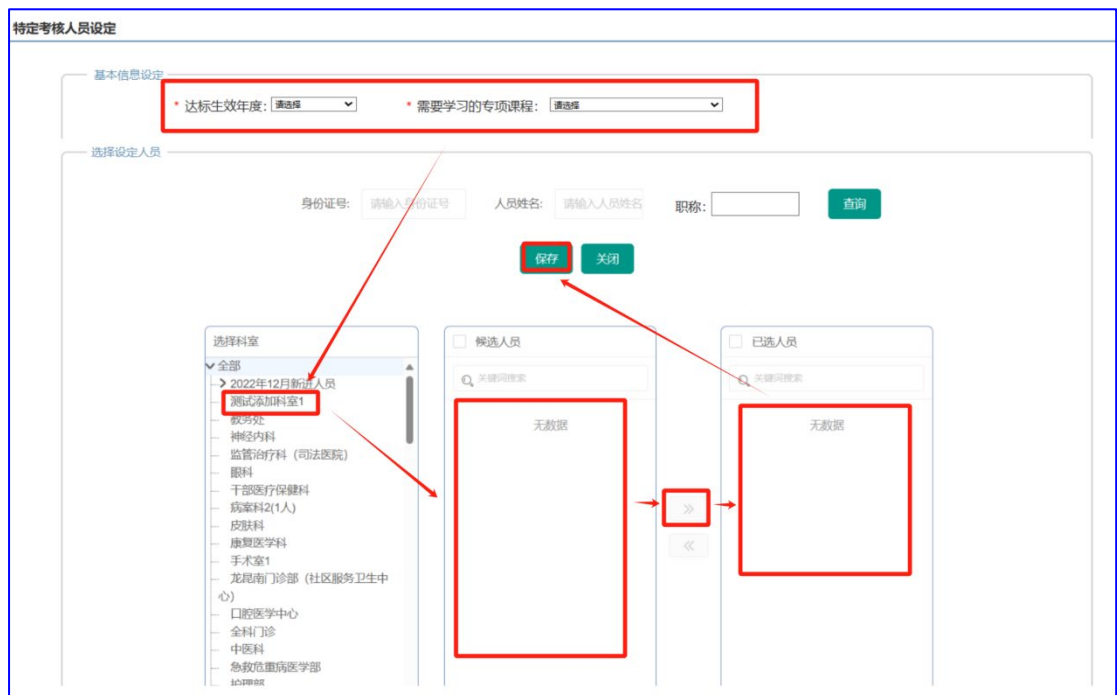 特定考核人员设定
基本信息设定
* 达标生效年度: 请选择 * 需要学习的专项课程: 请选择
选择设定人员
身份证号: 请输入身份证号 人员姓名: 请输入人员姓名 职称: 查询
保存 关闭
选择科室
全部
2022年12月新进人员
测试添加科室1
教务处
神经内科
监管治疗科（司法医院）
眼科
干部医疗保健科
病案科2(1人)
皮肤科
康复医学科
手术室1
龙昆南门诊部（社区服务卫生中
心）
口腔医学中心
全科门诊
中医科
急救危重病医学部
护理部
候选人员
关键词搜索
无数据
»
«
已选人员
关键词搜索
无数据